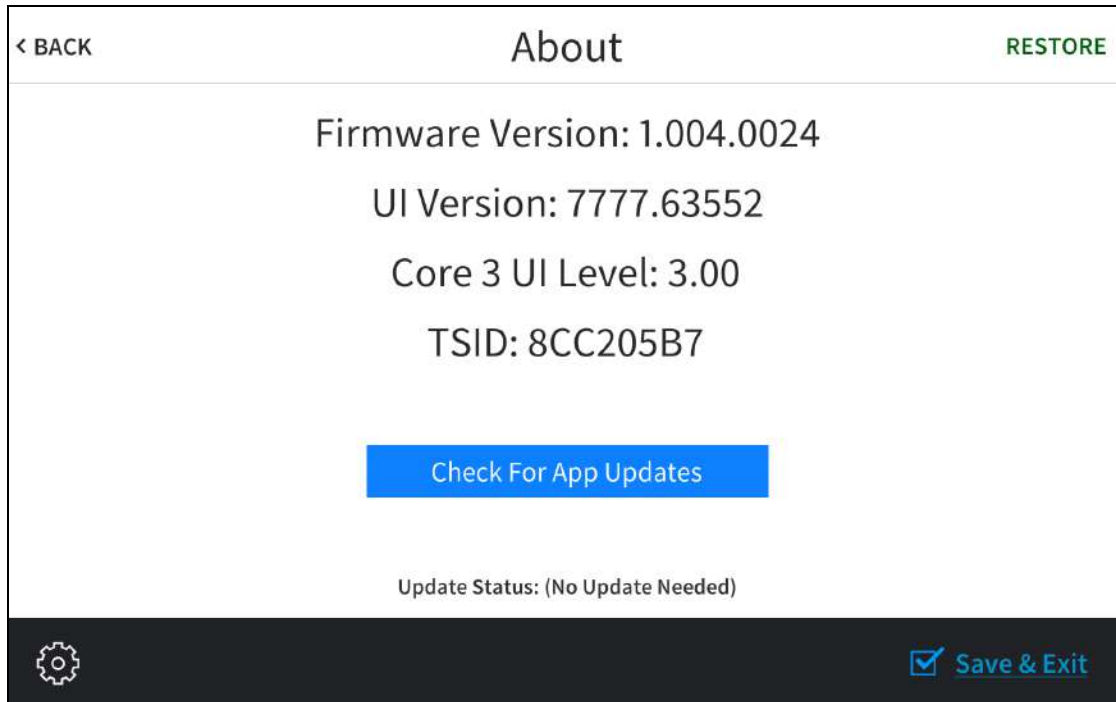 < BACK
About
RESTORE
Firmware Version: 1.004.0024
UI Version: 7777.63552
Core 3 UI Level: 3.00
TSID: 8CC205B7
Check For App Updates
Update Status: (No Update Needed)
Save & Exit